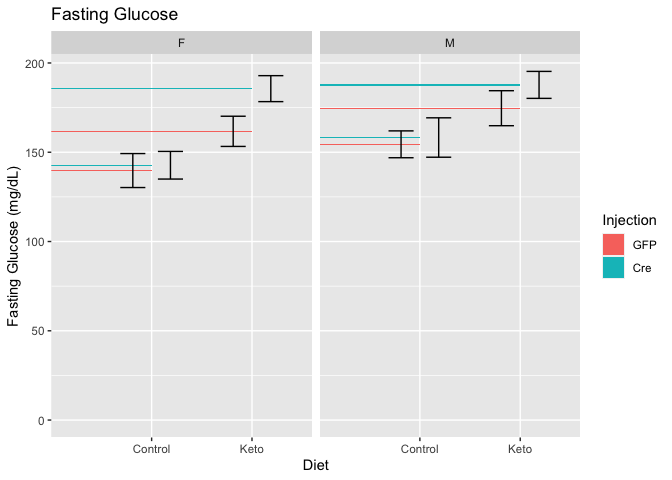 Fasting Glucose
F
M
200
150
100
50
0
Fasting Glucose (mg/dL)
Control
Keto
Control
Keto
Diet
Injection
GFP
Cre